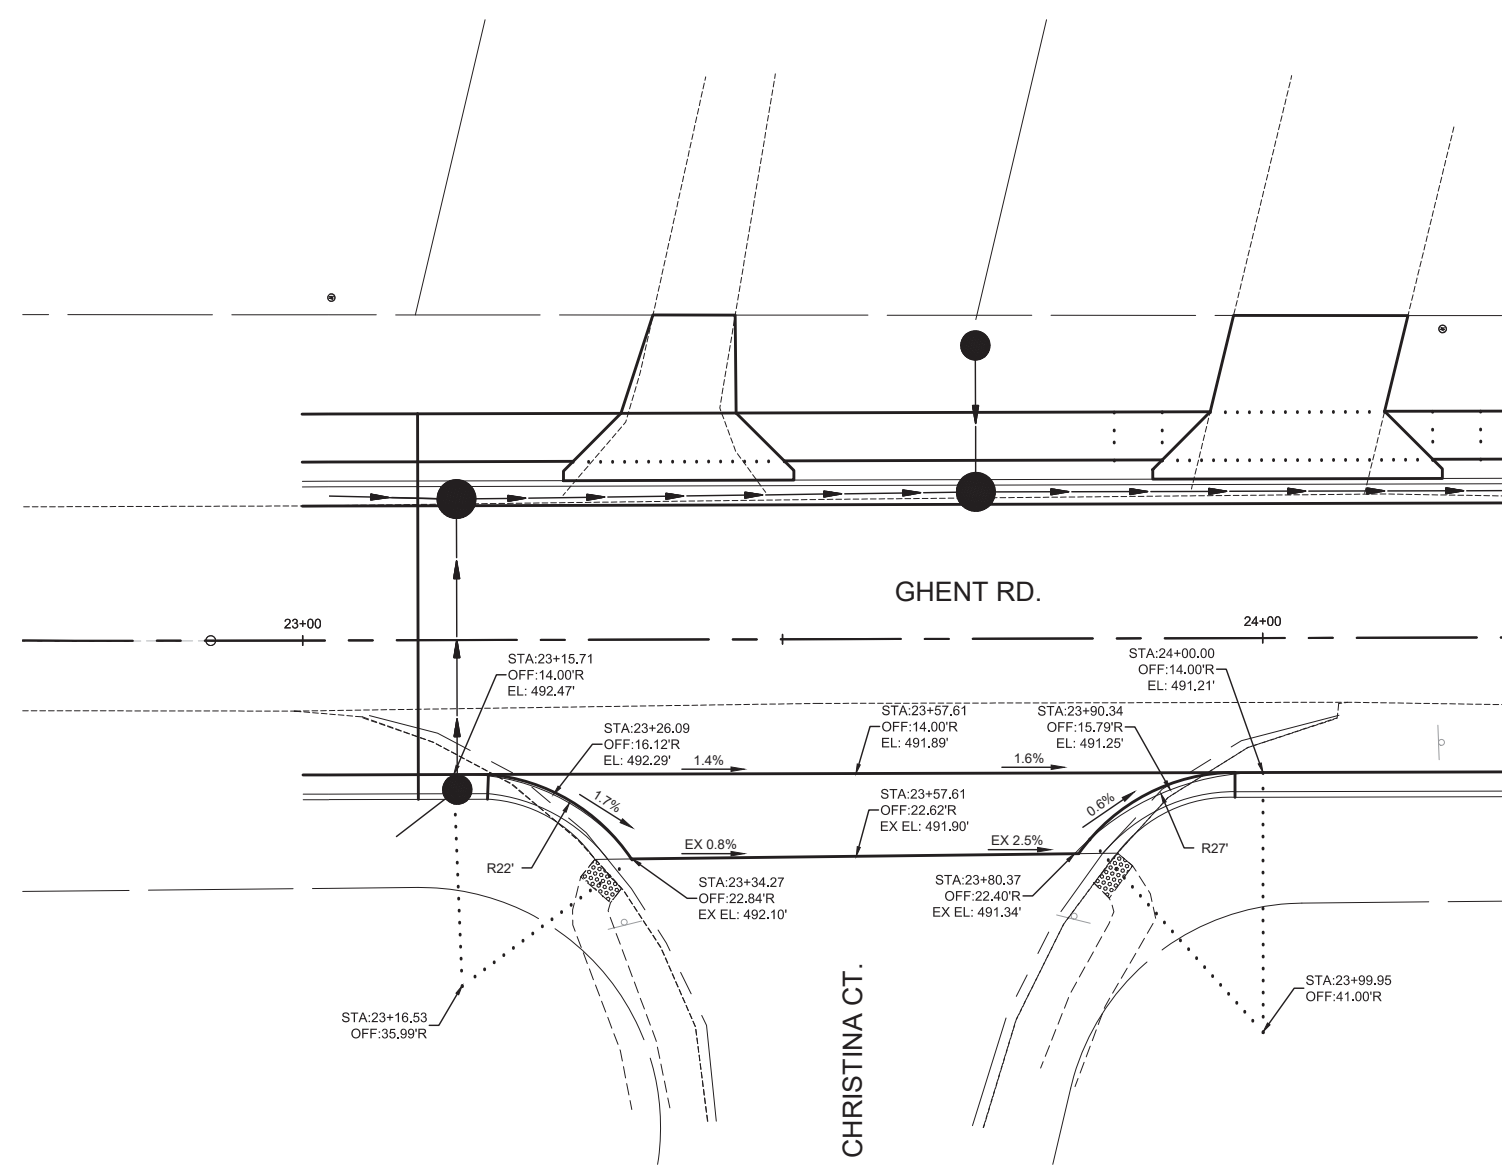 GHENT RD.
23+00
24+00
STA:23+15.71
OFF:14.00'R
EL: 492.47'
STA:24+00.00
OFF:14.00'R
EL: 491.21'
STA:23+26.09
OFF:16.12'R
EL: 492.29'
STA:23+57.61
OFF:14.00'R
EL: 491.89'
STA:23+90.34
OFF:15.79'R
EL: 491.25'
1.4%
1.6%
1.7%
0.6%
STA:23+57.61
OFF:22.62'R
EX EL: 491.90'
EX 0.8%
EX 2.5%
R22'
R27'
STA:23+34.27
OFF:22.84'R
EX EL: 492.10'
STA:23+80.37
OFF:22.40'R
EX EL: 491.34'
STA:23+16.53
OFF:35.99'R
STA:23+99.95
OFF:41.00'R
CHRISTINA CT.